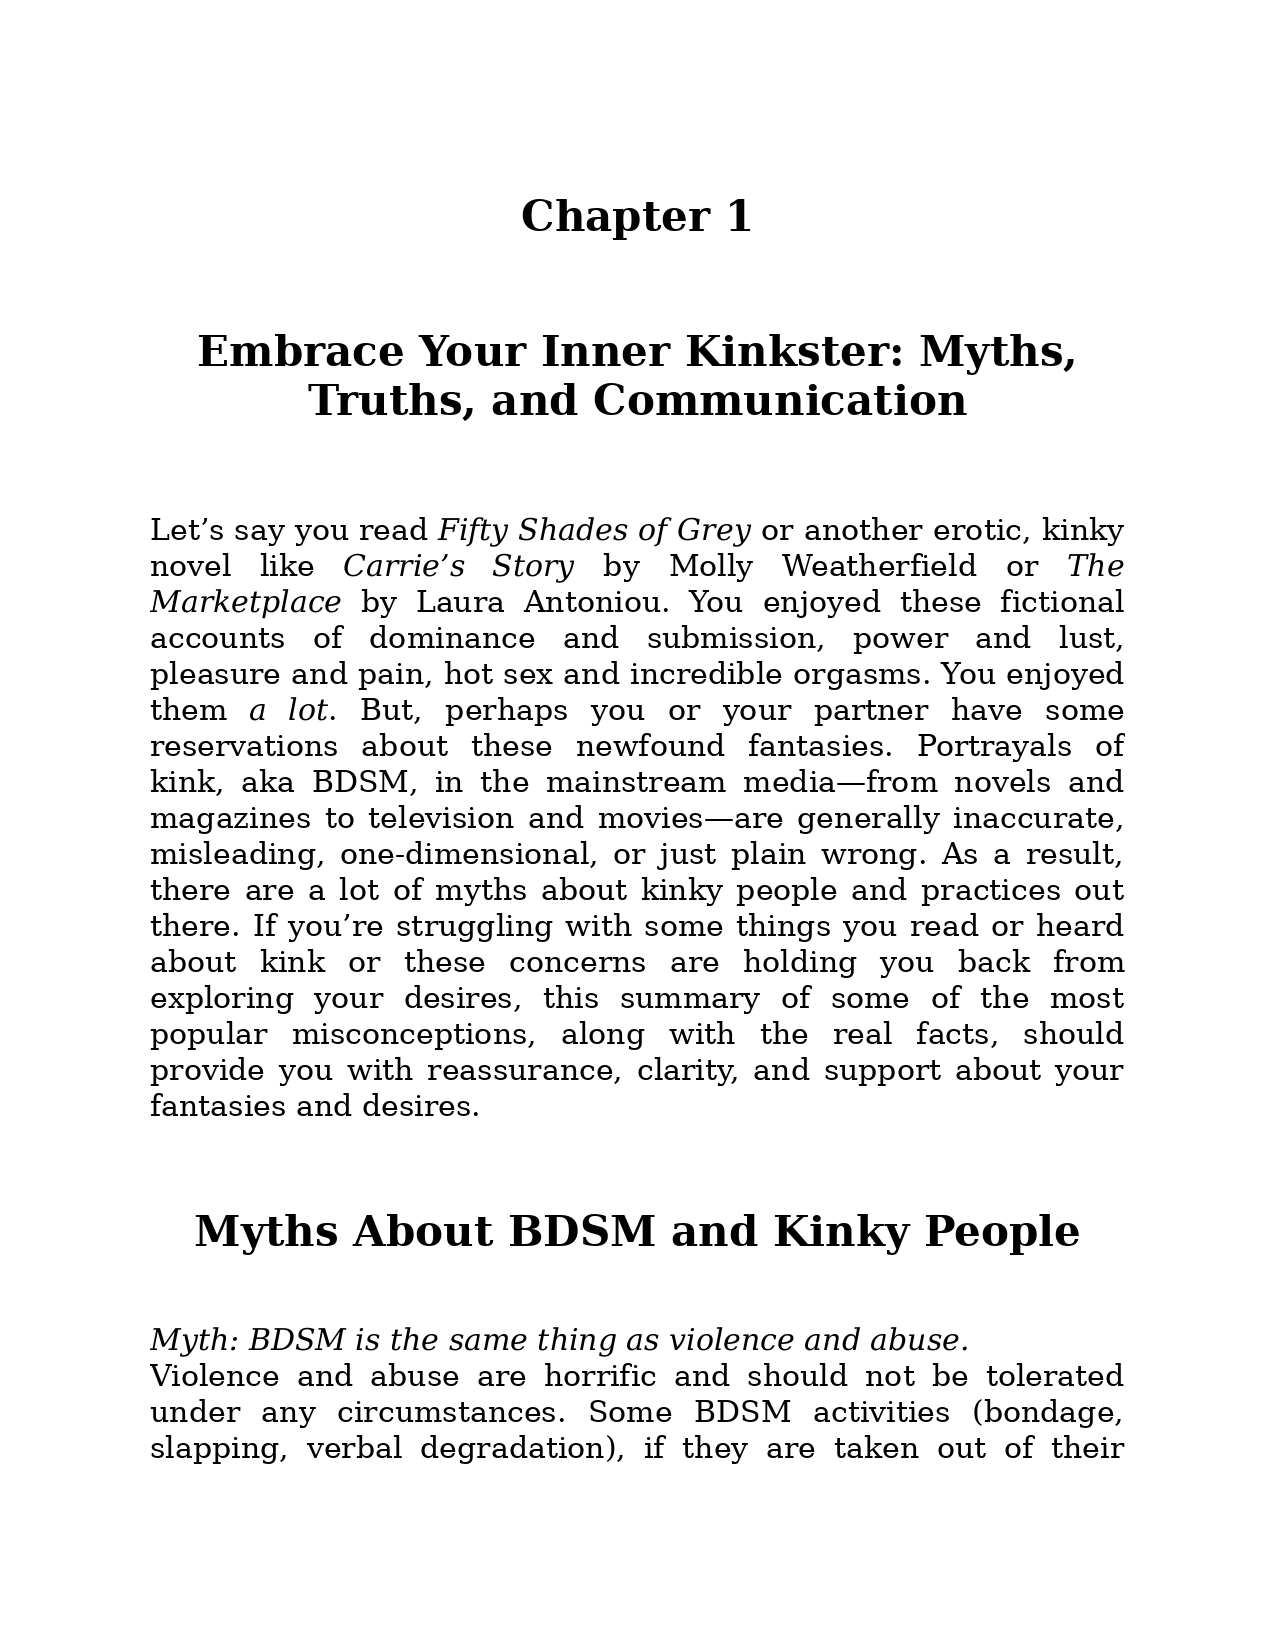 Chapter 1
Embrace Your Inner Kinkster: Myths,
Truths, and Communication
Let’s say you read Fifty Shades of Grey or another erotic, kinky
novel like Carrie’s Story by Molly Weatherfield or The
Marketplace by Laura Antoniou. You enjoyed these fictional
accounts of dominance and submission, power and lust,
pleasure and pain, hot sex and incredible orgasms. You enjoyed
them a lot. But, perhaps you or your partner have some
reservations about these newfound fantasies. Portrayals of
kink, aka BDSM, in the mainstream media—from novels and
magazines to television and movies—are generally inaccurate,
misleading, one-dimensional, or just plain wrong. As a result,
there are a lot of myths about kinky people and practices out
there. If you’re struggling with some things you read or heard
about kink or these concerns are holding you back from
exploring your desires, this summary of some of the most
popular misconceptions, along with the real facts, should
provide you with reassurance, clarity, and support about your
fantasies and desires.
Myths About BDSM and Kinky People
Myth: BDSM is the same thing as violence and abuse.
Violence and abuse are horrific and should not be tolerated
under any circumstances. Some BDSM activities (bondage,
slapping, verbal degradation), if they are taken out of their